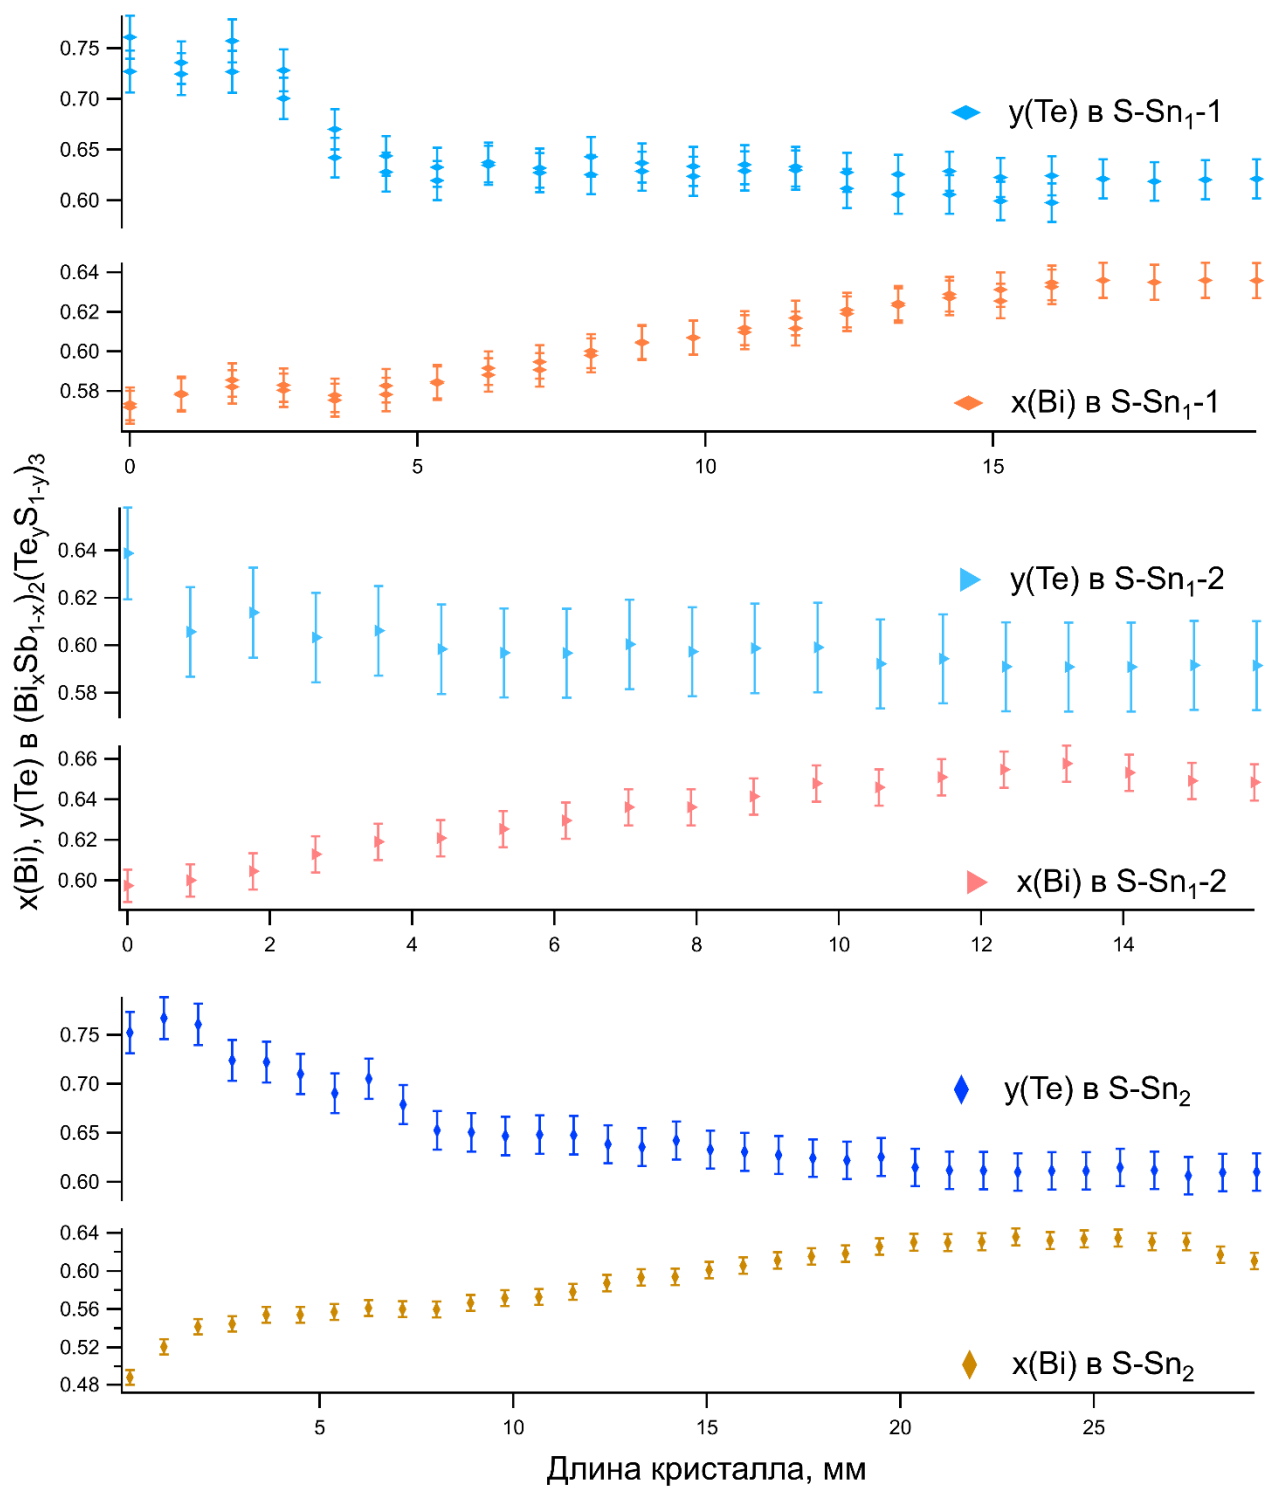 x(Bi), y(Te) в (BiₓSb₁₋ₓ)₂(TeᵧS₁₋ᵧ)₃
0.75
0.70
0.65
0.60
y(Te) в S-Sn₁-1
0.64
0.62
0.60
0.58
x(Bi) в S-Sn₁-1
0 5 10 15
0.64
0.62
0.60
0.58
y(Te) в S-Sn₁-2
0.66
0.64
0.62
0.60
x(Bi) в S-Sn₁-2
0 2 4 6 8 10 12 14
0.75
0.70
0.65
0.60
y(Te) в S-Sn₂
0.64
0.60
0.56
0.52
0.48
x(Bi) в S-Sn₂
5 10 15 20 25
Длина кристалла, мм